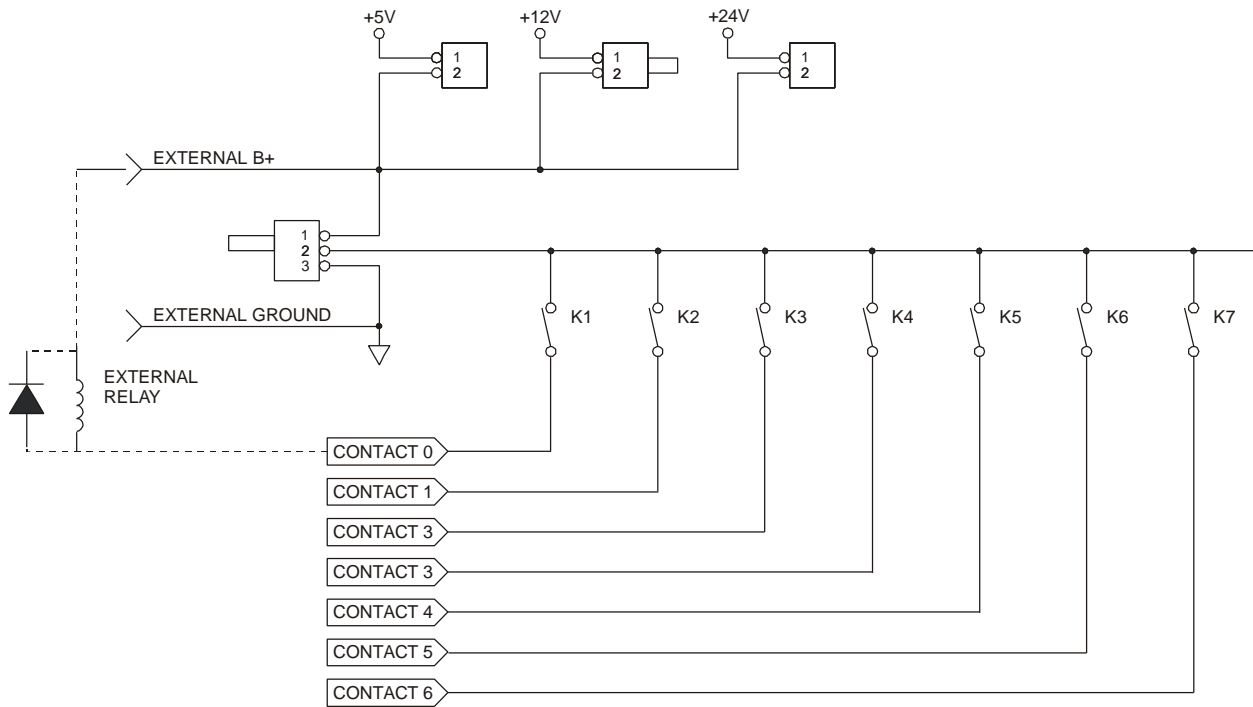 +5V
+12V
+24V
1
2
1
2
1
2
EXTERNAL B+
1
2
3
K1
K2
K3
K4
K5
K6
K7
EXTERNAL GROUND
EXTERNAL
RELAY
CONTACT 0
CONTACT 1
CONTACT 3
CONTACT 3
CONTACT 4
CONTACT 5
CONTACT 6